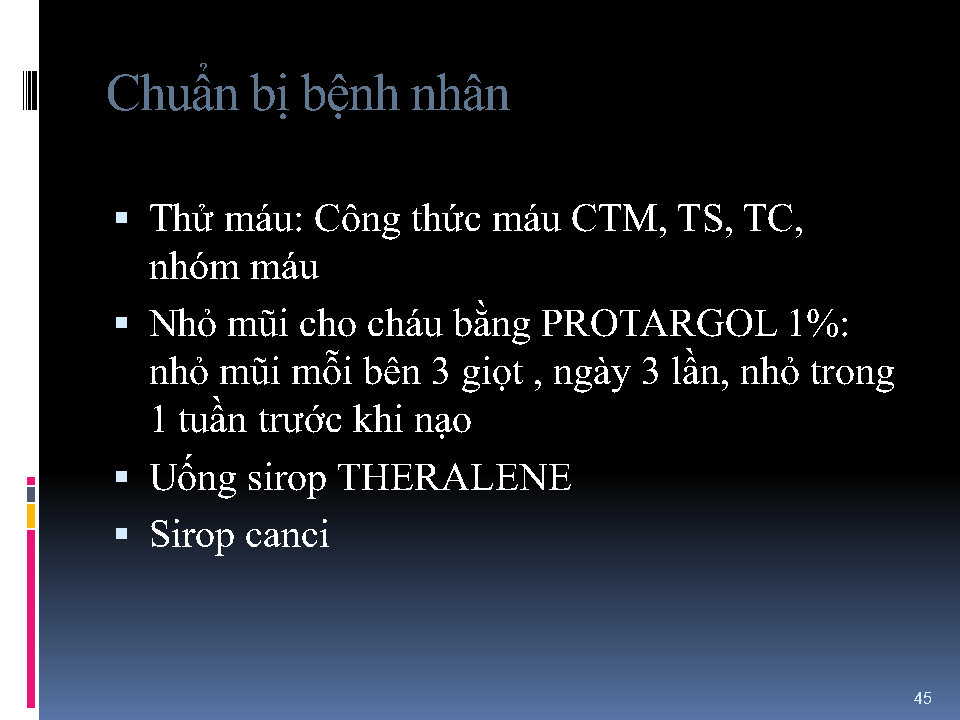 Chuẩn bị bệnh nhân
▪ Thử máu: Công thức máu CTM, TS, TC,
nhóm máu
▪ Nhỏ mũi cho cháu bằng PROTARGOL 1%:
nhỏ mũi mỗi bên 3 giọt , ngày 3 lần, nhỏ trong
1 tuần trước khi nạo
▪ Uống sirop THERALENE
▪ Sirop canci
45